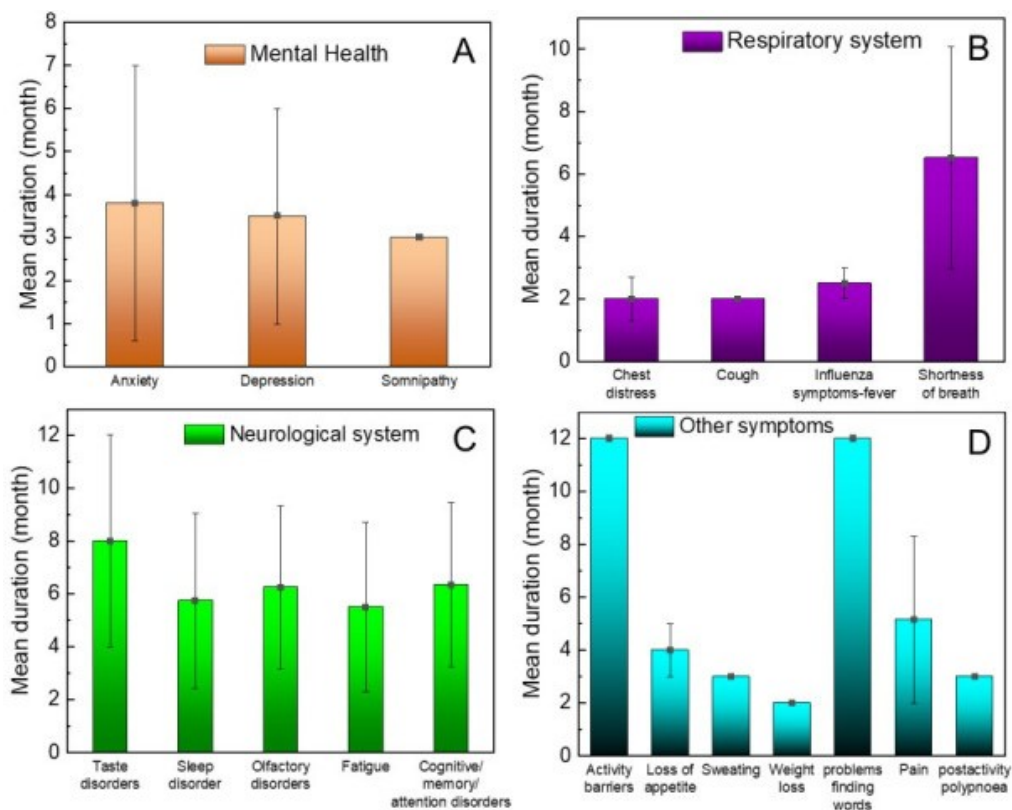 A
Mental Health
Mean duration (month)
8
7
6
5
4
3
2
1
0
Anxiety
Depression
Somnipathy
B
Respiratory system
Mean duration (month)
10
8
6
4
2
0
Chest
distress
Cough
Influenza
symptoms-fever
Shortness
of breath
C
Neurological system
Mean duration (month)
12
10
8
6
4
2
0
Taste
disorders
Sleep
disorder
Olfactory
disorders
Fatigue
Cognitive/
memory/
attention disorders
D
Other symptoms
Mean duration (month)
12
10
8
6
4
2
0
Activity
barriers
Loss of
appetite
Sweating
Weight
loss
problems
finding
words
Pain
postactivity
polypnoea